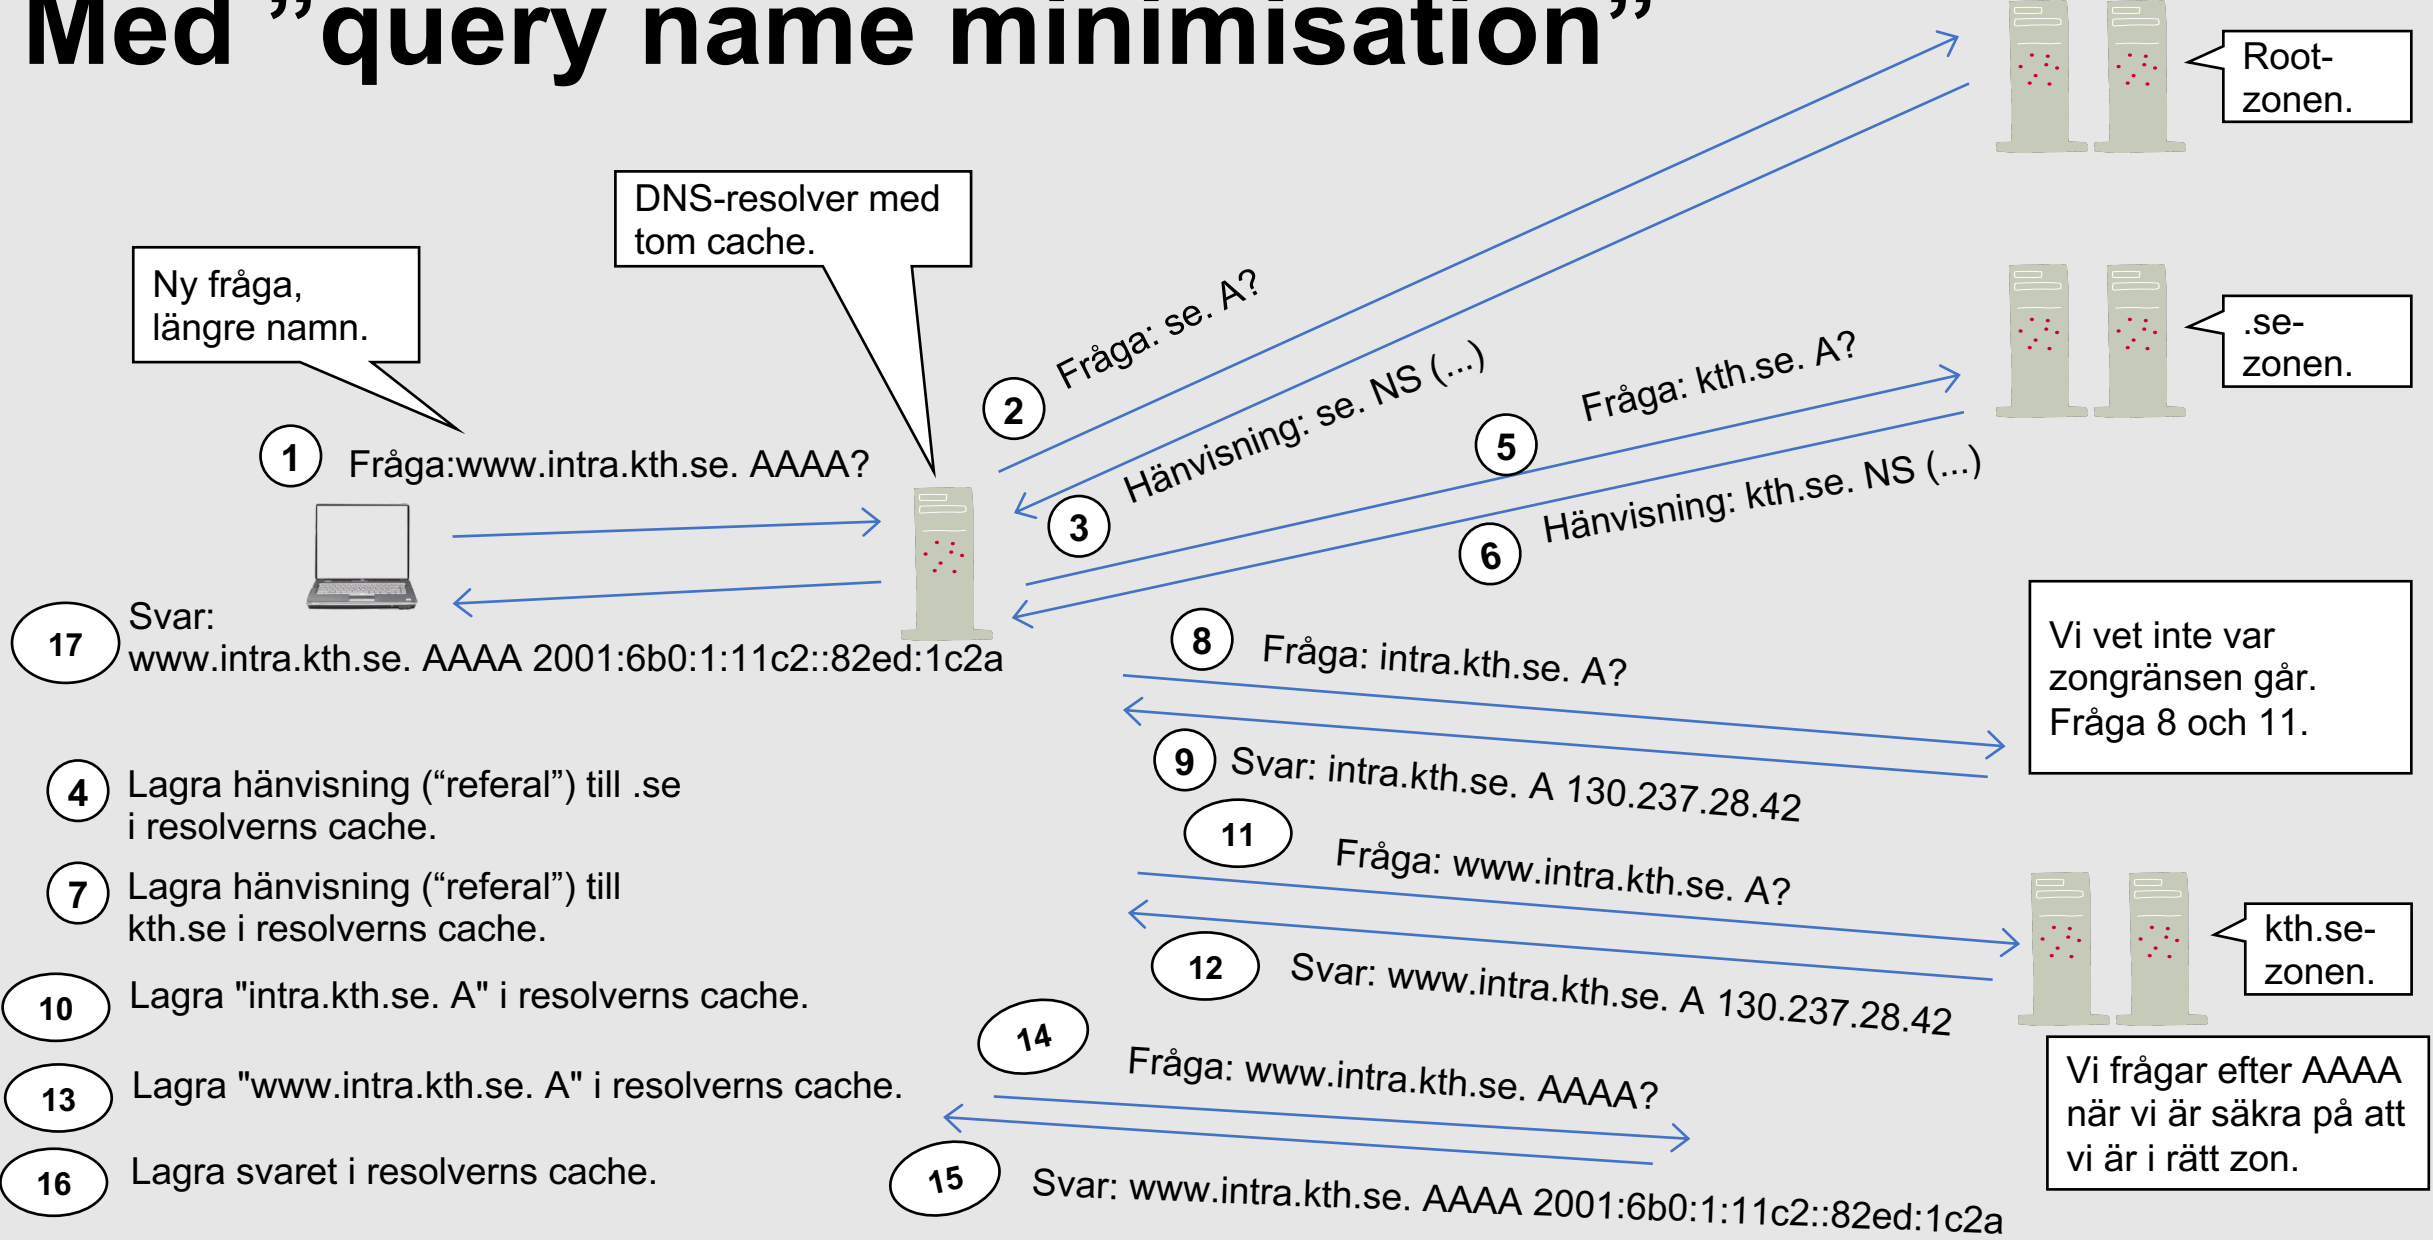 Med ”query name minimisation”
Root-
zonen.
DNS-resolver med
tom cache.
Ny fråga,
längre namn.
.se-
zonen.
2
Fråga: se. A?
3
Hänvisning: se. NS (...)
5
Fråga: kth.se. A?
6
Hänvisning: kth.se. NS (...)
1
Fråga:www.intra.kth.se. AAAA?
17
Svar:
www.intra.kth.se. AAAA 2001:6b0:1:11c2::82ed:1c2a
8
Fråga: intra.kth.se. A?
Vi vet inte var
zongränsen går.
Fråga 8 och 11.
9
Svar: intra.kth.se. A 130.237.28.42
4
Lagra hänvisning (“referal”) till .se
i resolverns cache.
11
Fråga: www.intra.kth.se. A?
7
Lagra hänvisning (“referal”) till
kth.se i resolverns cache.
kth.se-
zonen.
12
Svar: www.intra.kth.se. A 130.237.28.42
10
Lagra "intra.kth.se. A" i resolverns cache.
14
Fråga: www.intra.kth.se. AAAA?
13
Lagra "www.intra.kth.se. A" i resolverns cache.
Vi frågar efter AAAA
när vi är säkra på att
vi är i rätt zon.
16
Lagra svaret i resolverns cache.
15
Svar: www.intra.kth.se. AAAA 2001:6b0:1:11c2::82ed:1c2a